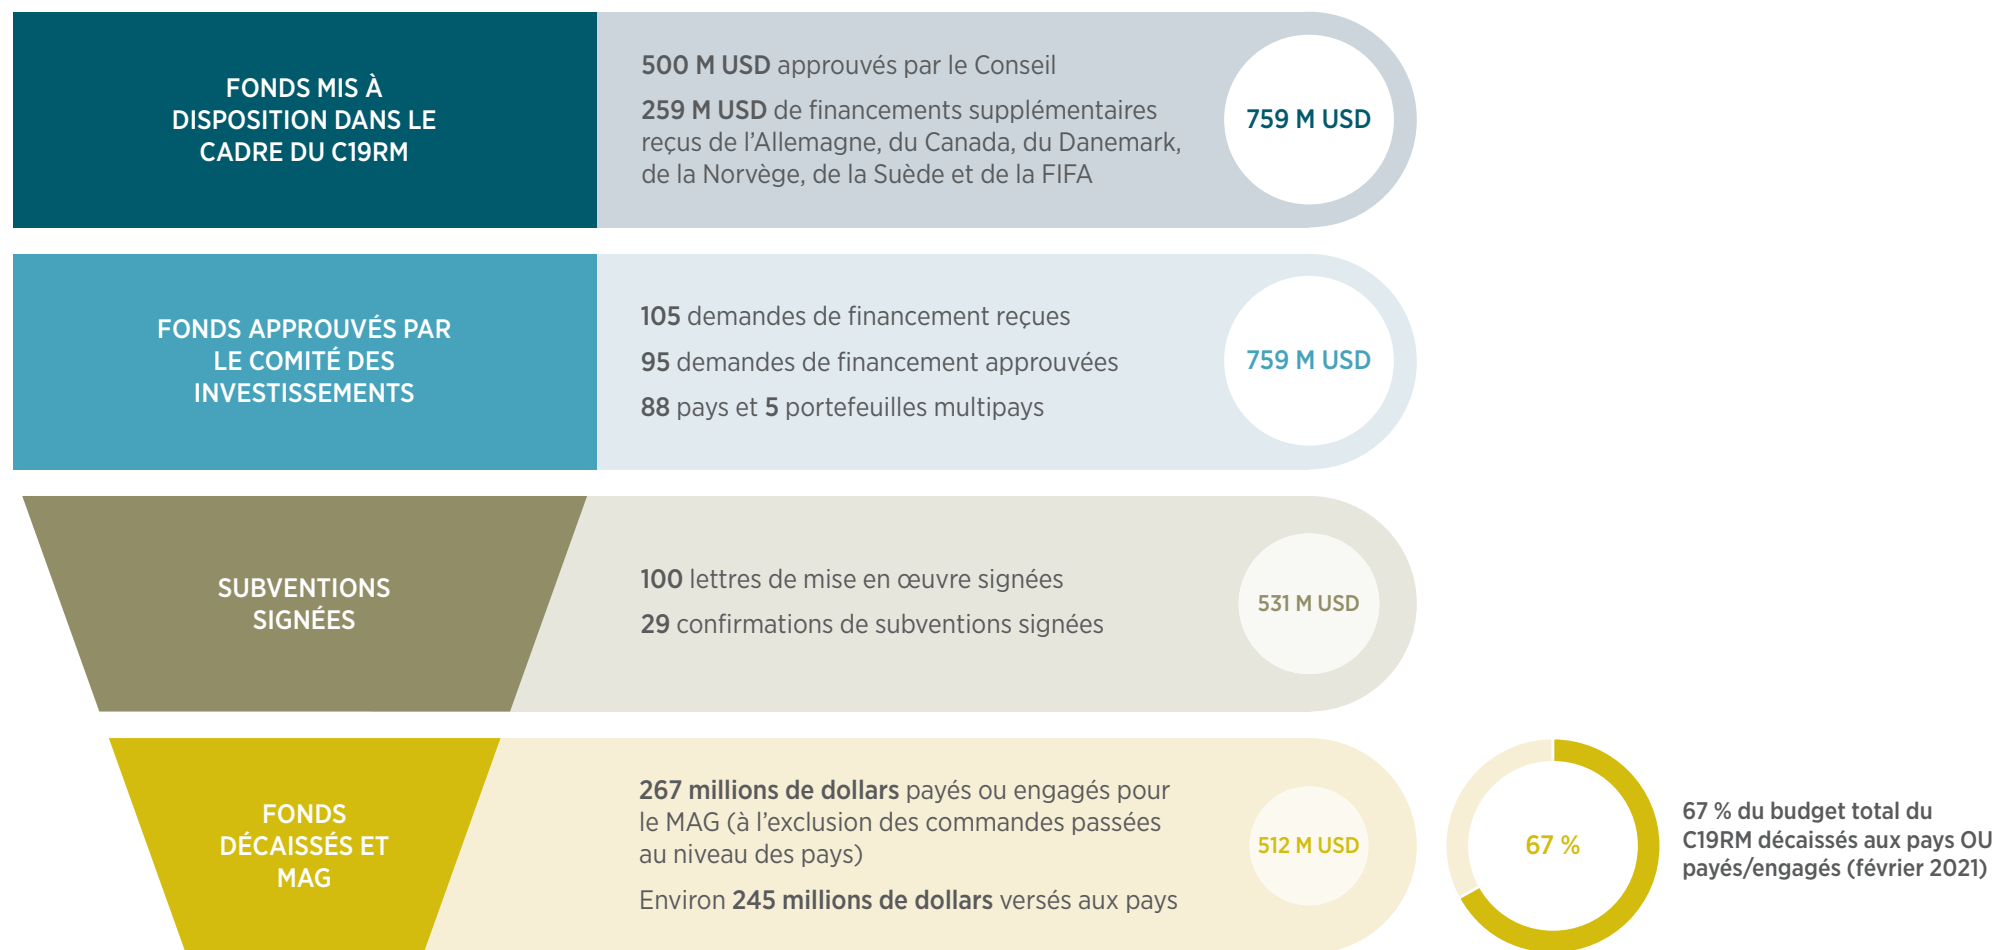 FONDS MIS À
DISPOSITION DANS LE
CADRE DU C19RM
500 M USD approuvés par le Conseil
259 M USD de financements supplémentaires
reçus de l’Allemagne, du Canada, du Danemark,
de la Norvège, de la Suède et de la FIFA
759 M USD
FONDS APPROUVÉS PAR
LE COMITÉ DES
INVESTISSEMENTS
105 demandes de financement reçues
95 demandes de financement approuvées
88 pays et 5 portefeuilles multipays
759 M USD
SUBVENTIONS
SIGNÉES
100 lettres de mise en œuvre signées
29 confirmations de subventions signées
531 M USD
FONDS
DÉCAISSÉS ET
MAG
267 millions de dollars payés ou engagés pour
le MAG (à l’exclusion des commandes passées
au niveau des pays)
Environ 245 millions de dollars versés aux pays
512 M USD
67 %
67 % du budget total du
C19RM décaissés aux pays OU
payés/engagés (février 2021)